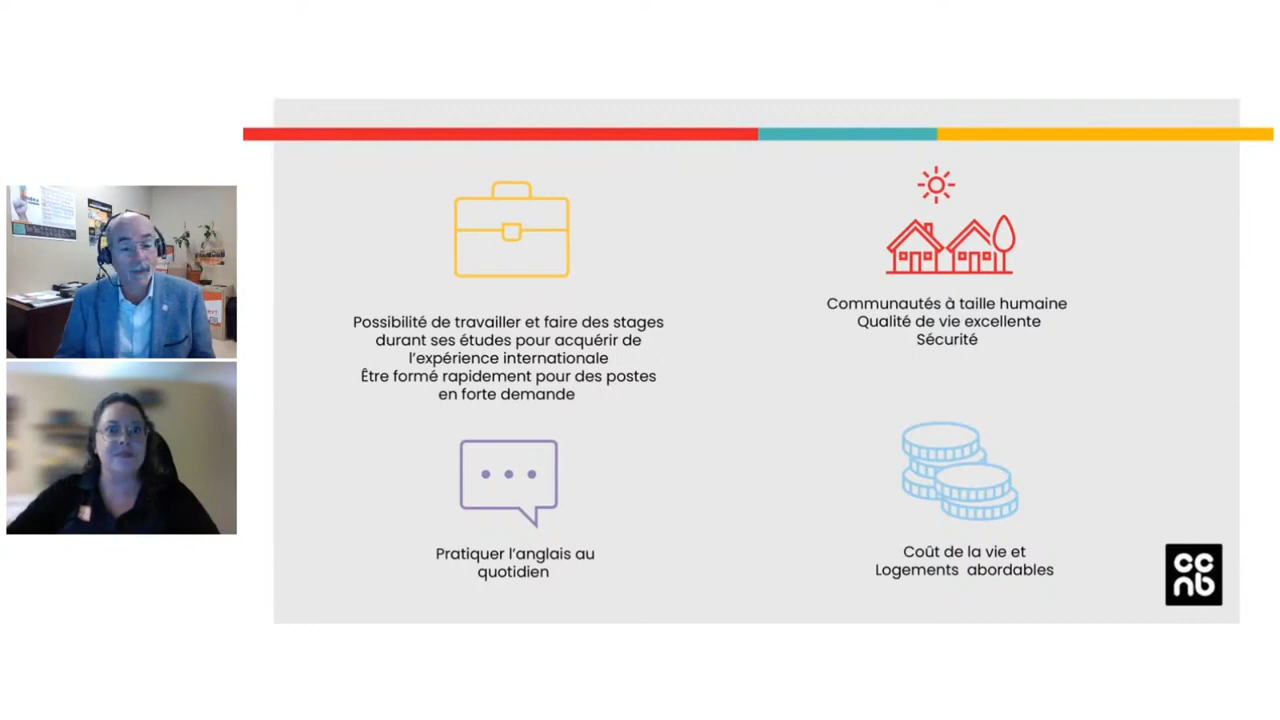 Possibilité de travailler et faire des stages
durant ses études pour acquérir de
l’expérience internationale
Être formé rapidement pour des postes
en forte demande
Communautés à taille humaine
Qualité de vie excellente
Sécurité
Pratiquer l’anglais au
quotidien
Coût de la vie et
Logements abordables
cc
nb